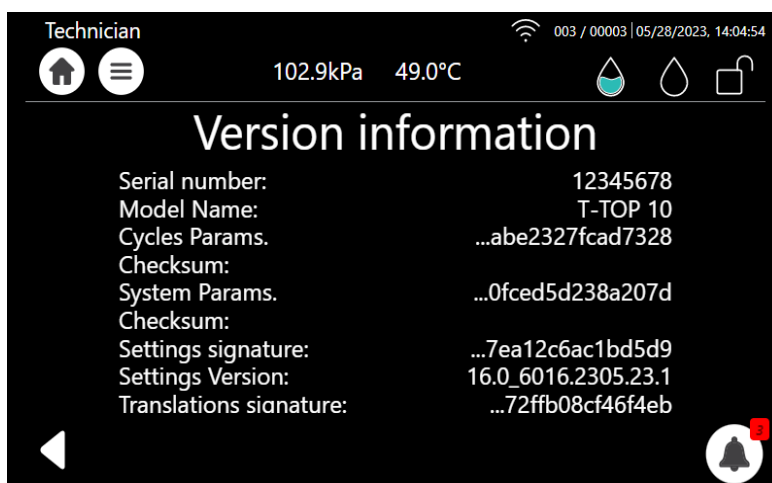 Technician
003 / 00003 | 05/28/2023, 14:04:54
102.9kPa 49.0°C
Version information
Serial number: 12345678
Model Name: T-TOP 10
Cycles Params. ...abe2327fcad7328
Checksum:
System Params. ...0fced5d238a207d
Checksum:
Settings signature: ...7ea12c6ac1bd5d9
Settings Version: 16.0_6016.2305.23.1
Translations signature: ...72ffb08cf46f4eb
3